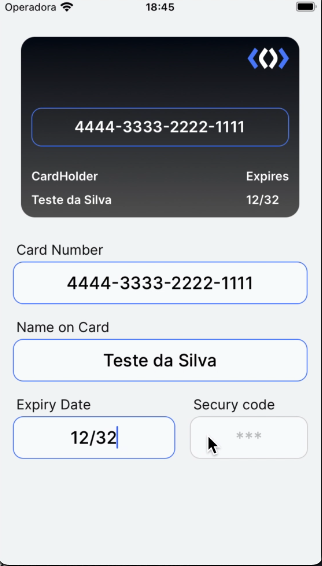 Operadora 18:45
4444-3333-2222-1111
CardHolder Expires
Teste da Silva 12/32
Card Number
4444-3333-2222-1111
Name on Card
Teste da Silva
Expiry Date Secury code
12/32 ***